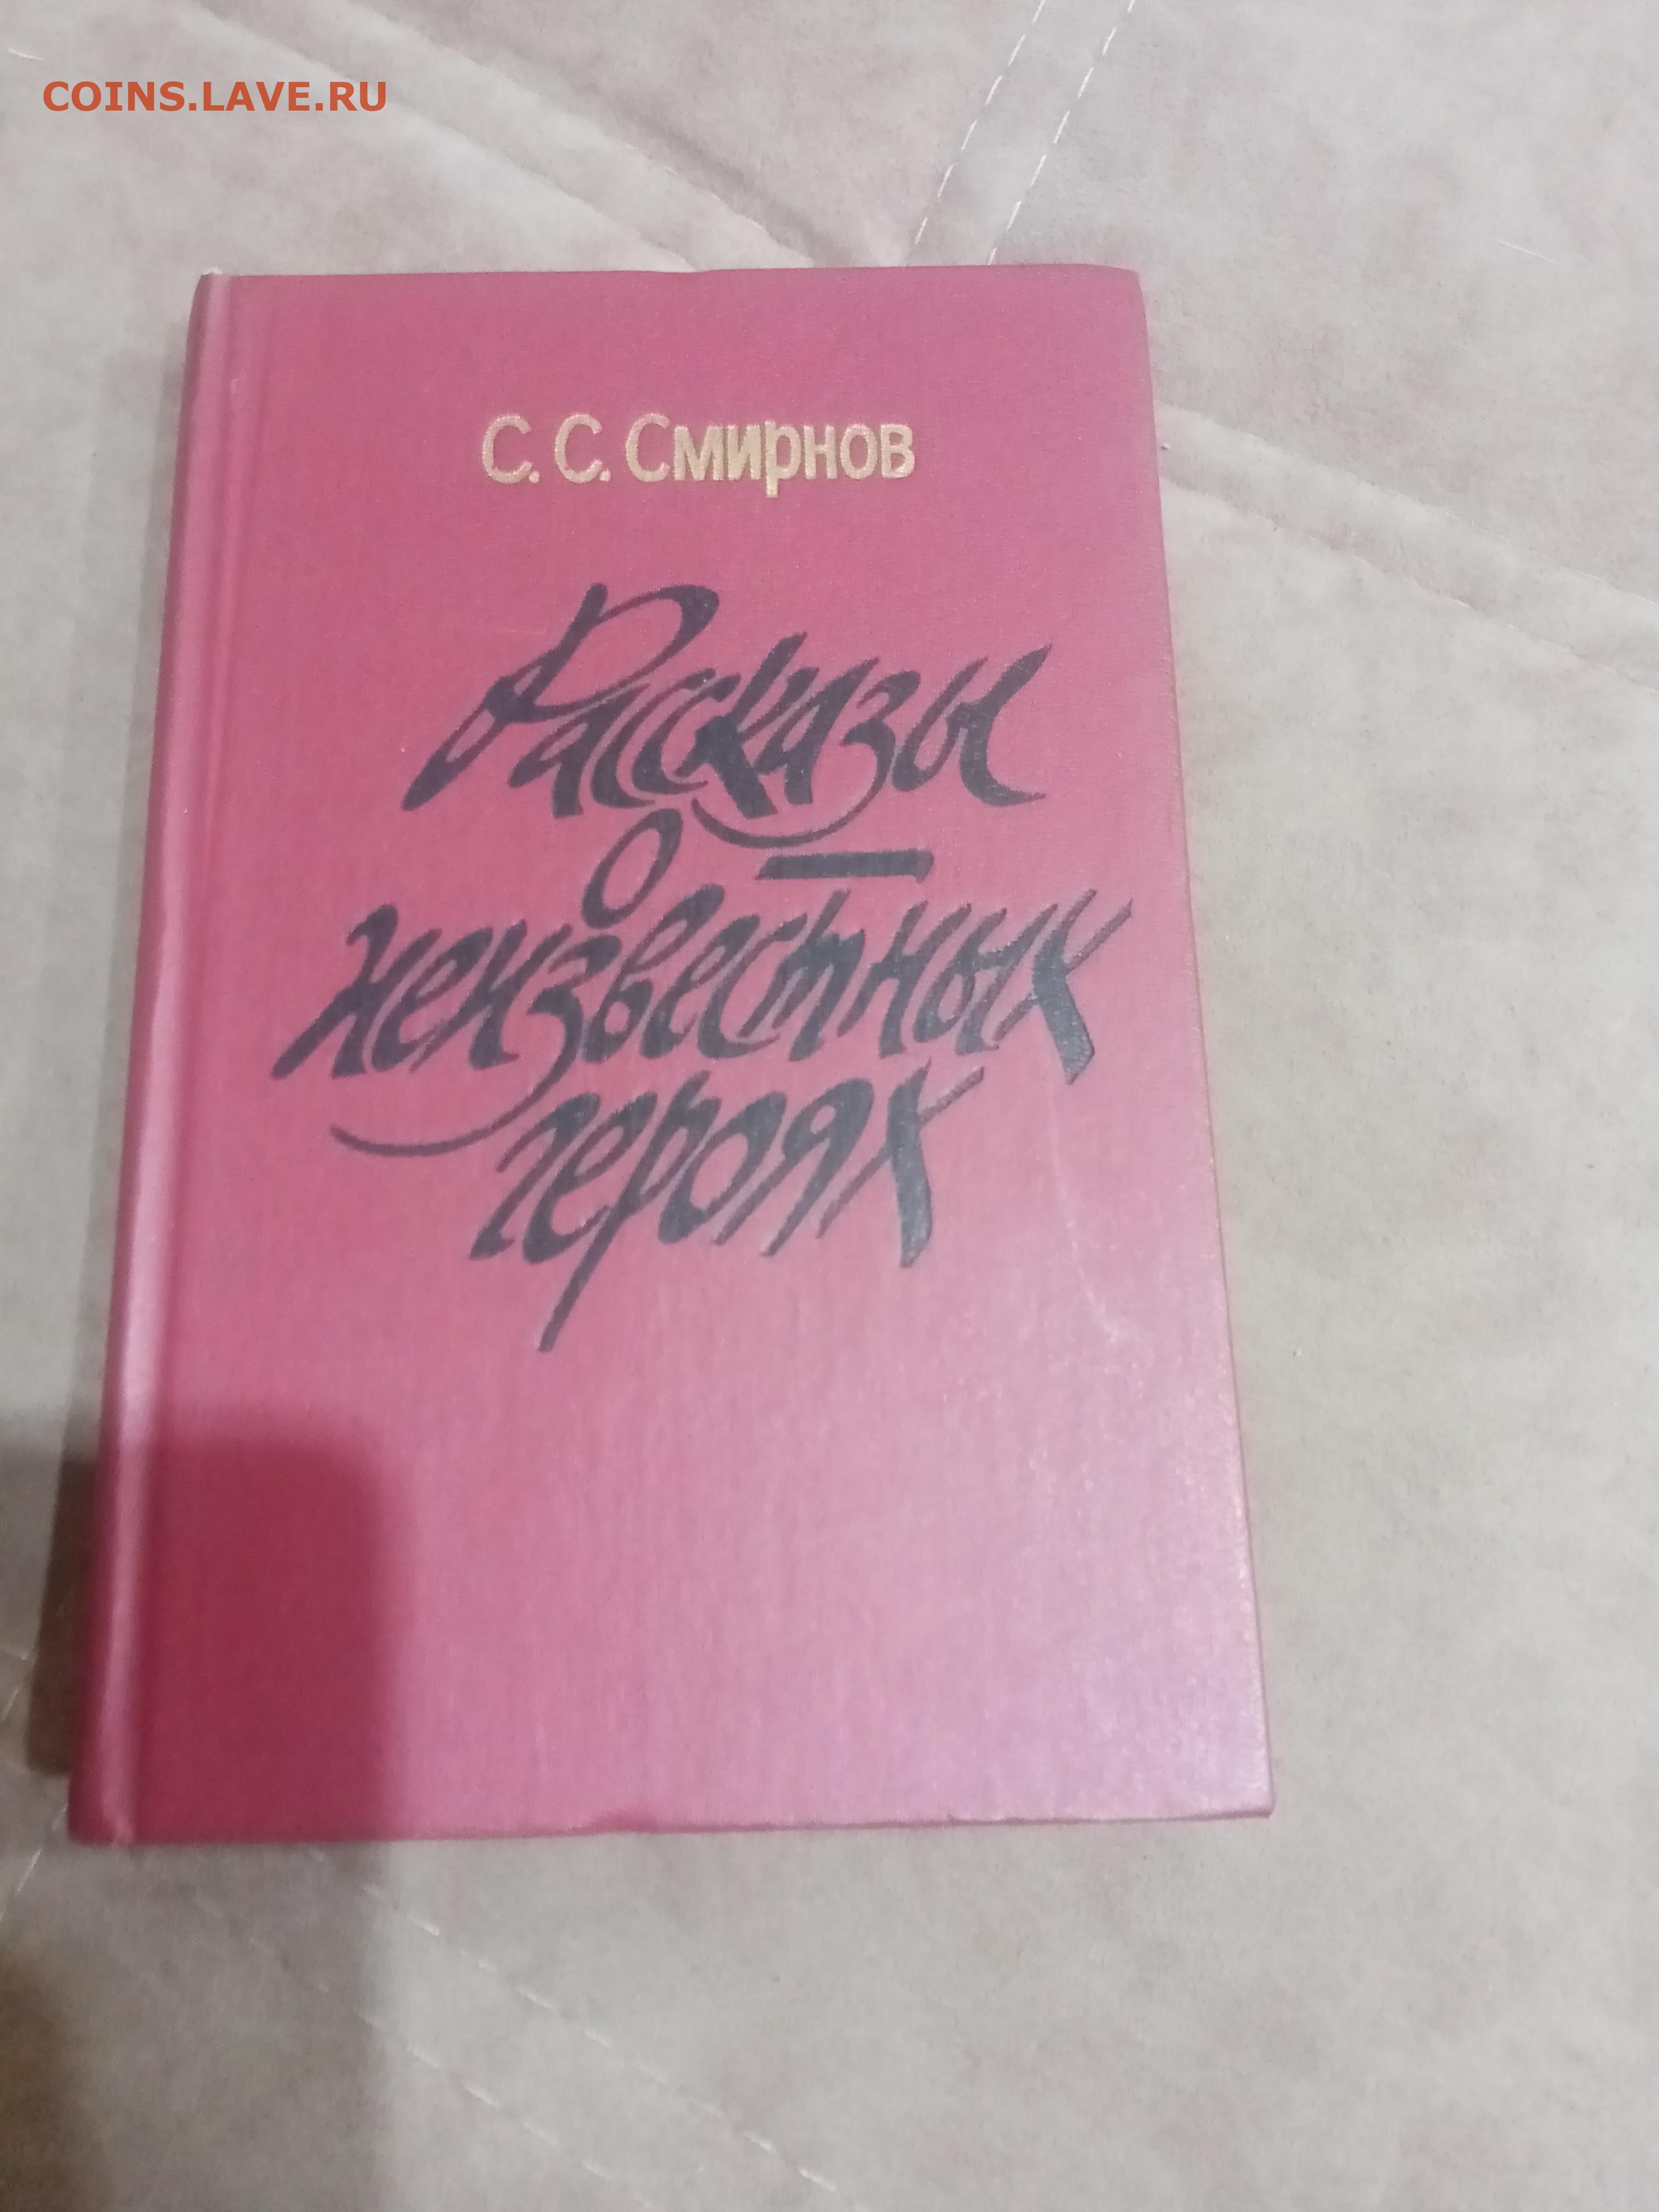 COINS.LAVE.RU
С. С. Смирнов
Рассказы
о
неизвестных
героях